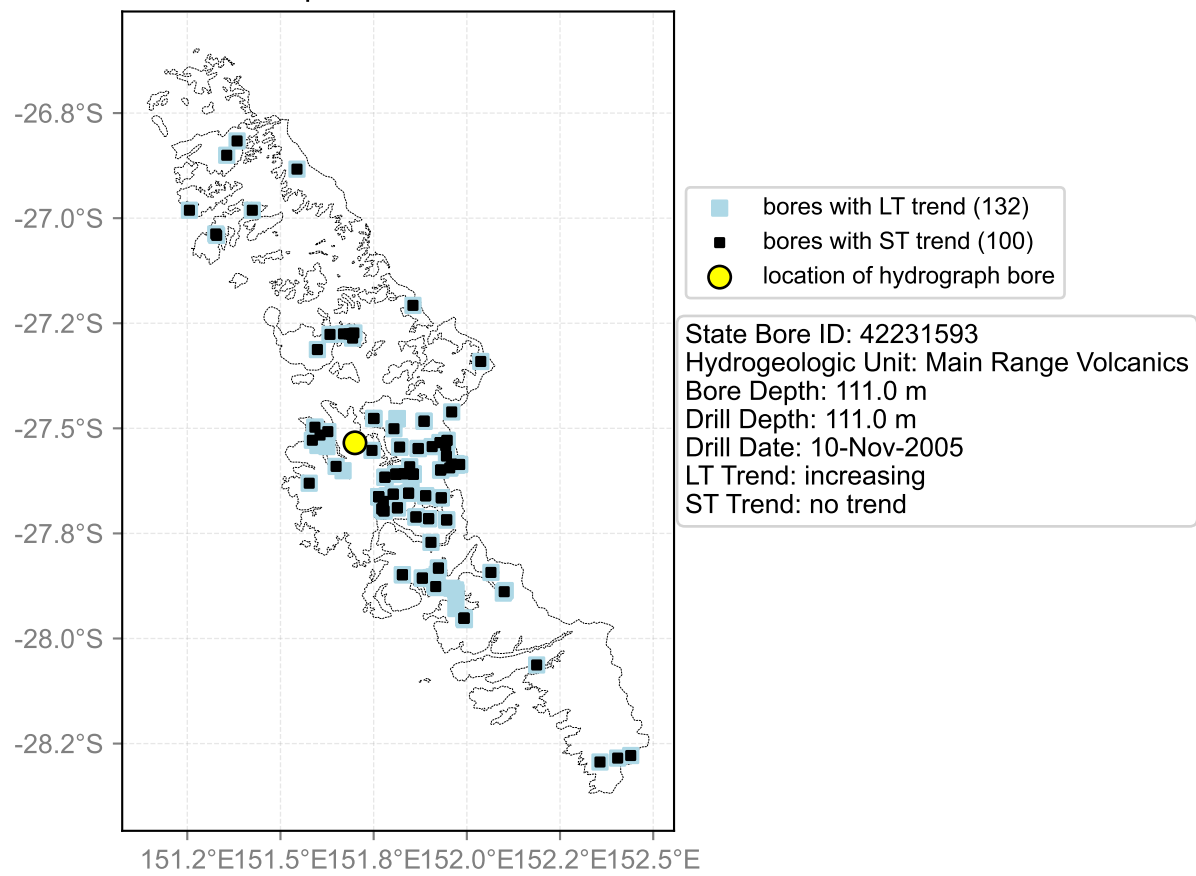 -26.8°S
-27.0°S
-27.2°S
-27.5°S
-27.8°S
-28.0°S
-28.2°S
151.2°E151.5°E151.8°E152.0°E152.2°E152.5°E
bores with LT trend (132)
bores with ST trend (100)
location of hydrograph bore
State Bore ID: 42231593
Hydrogeologic Unit: Main Range Volcanics
Bore Depth: 111.0 m
Drill Depth: 111.0 m
Drill Date: 10-Nov-2005
LT Trend: increasing
ST Trend: no trend